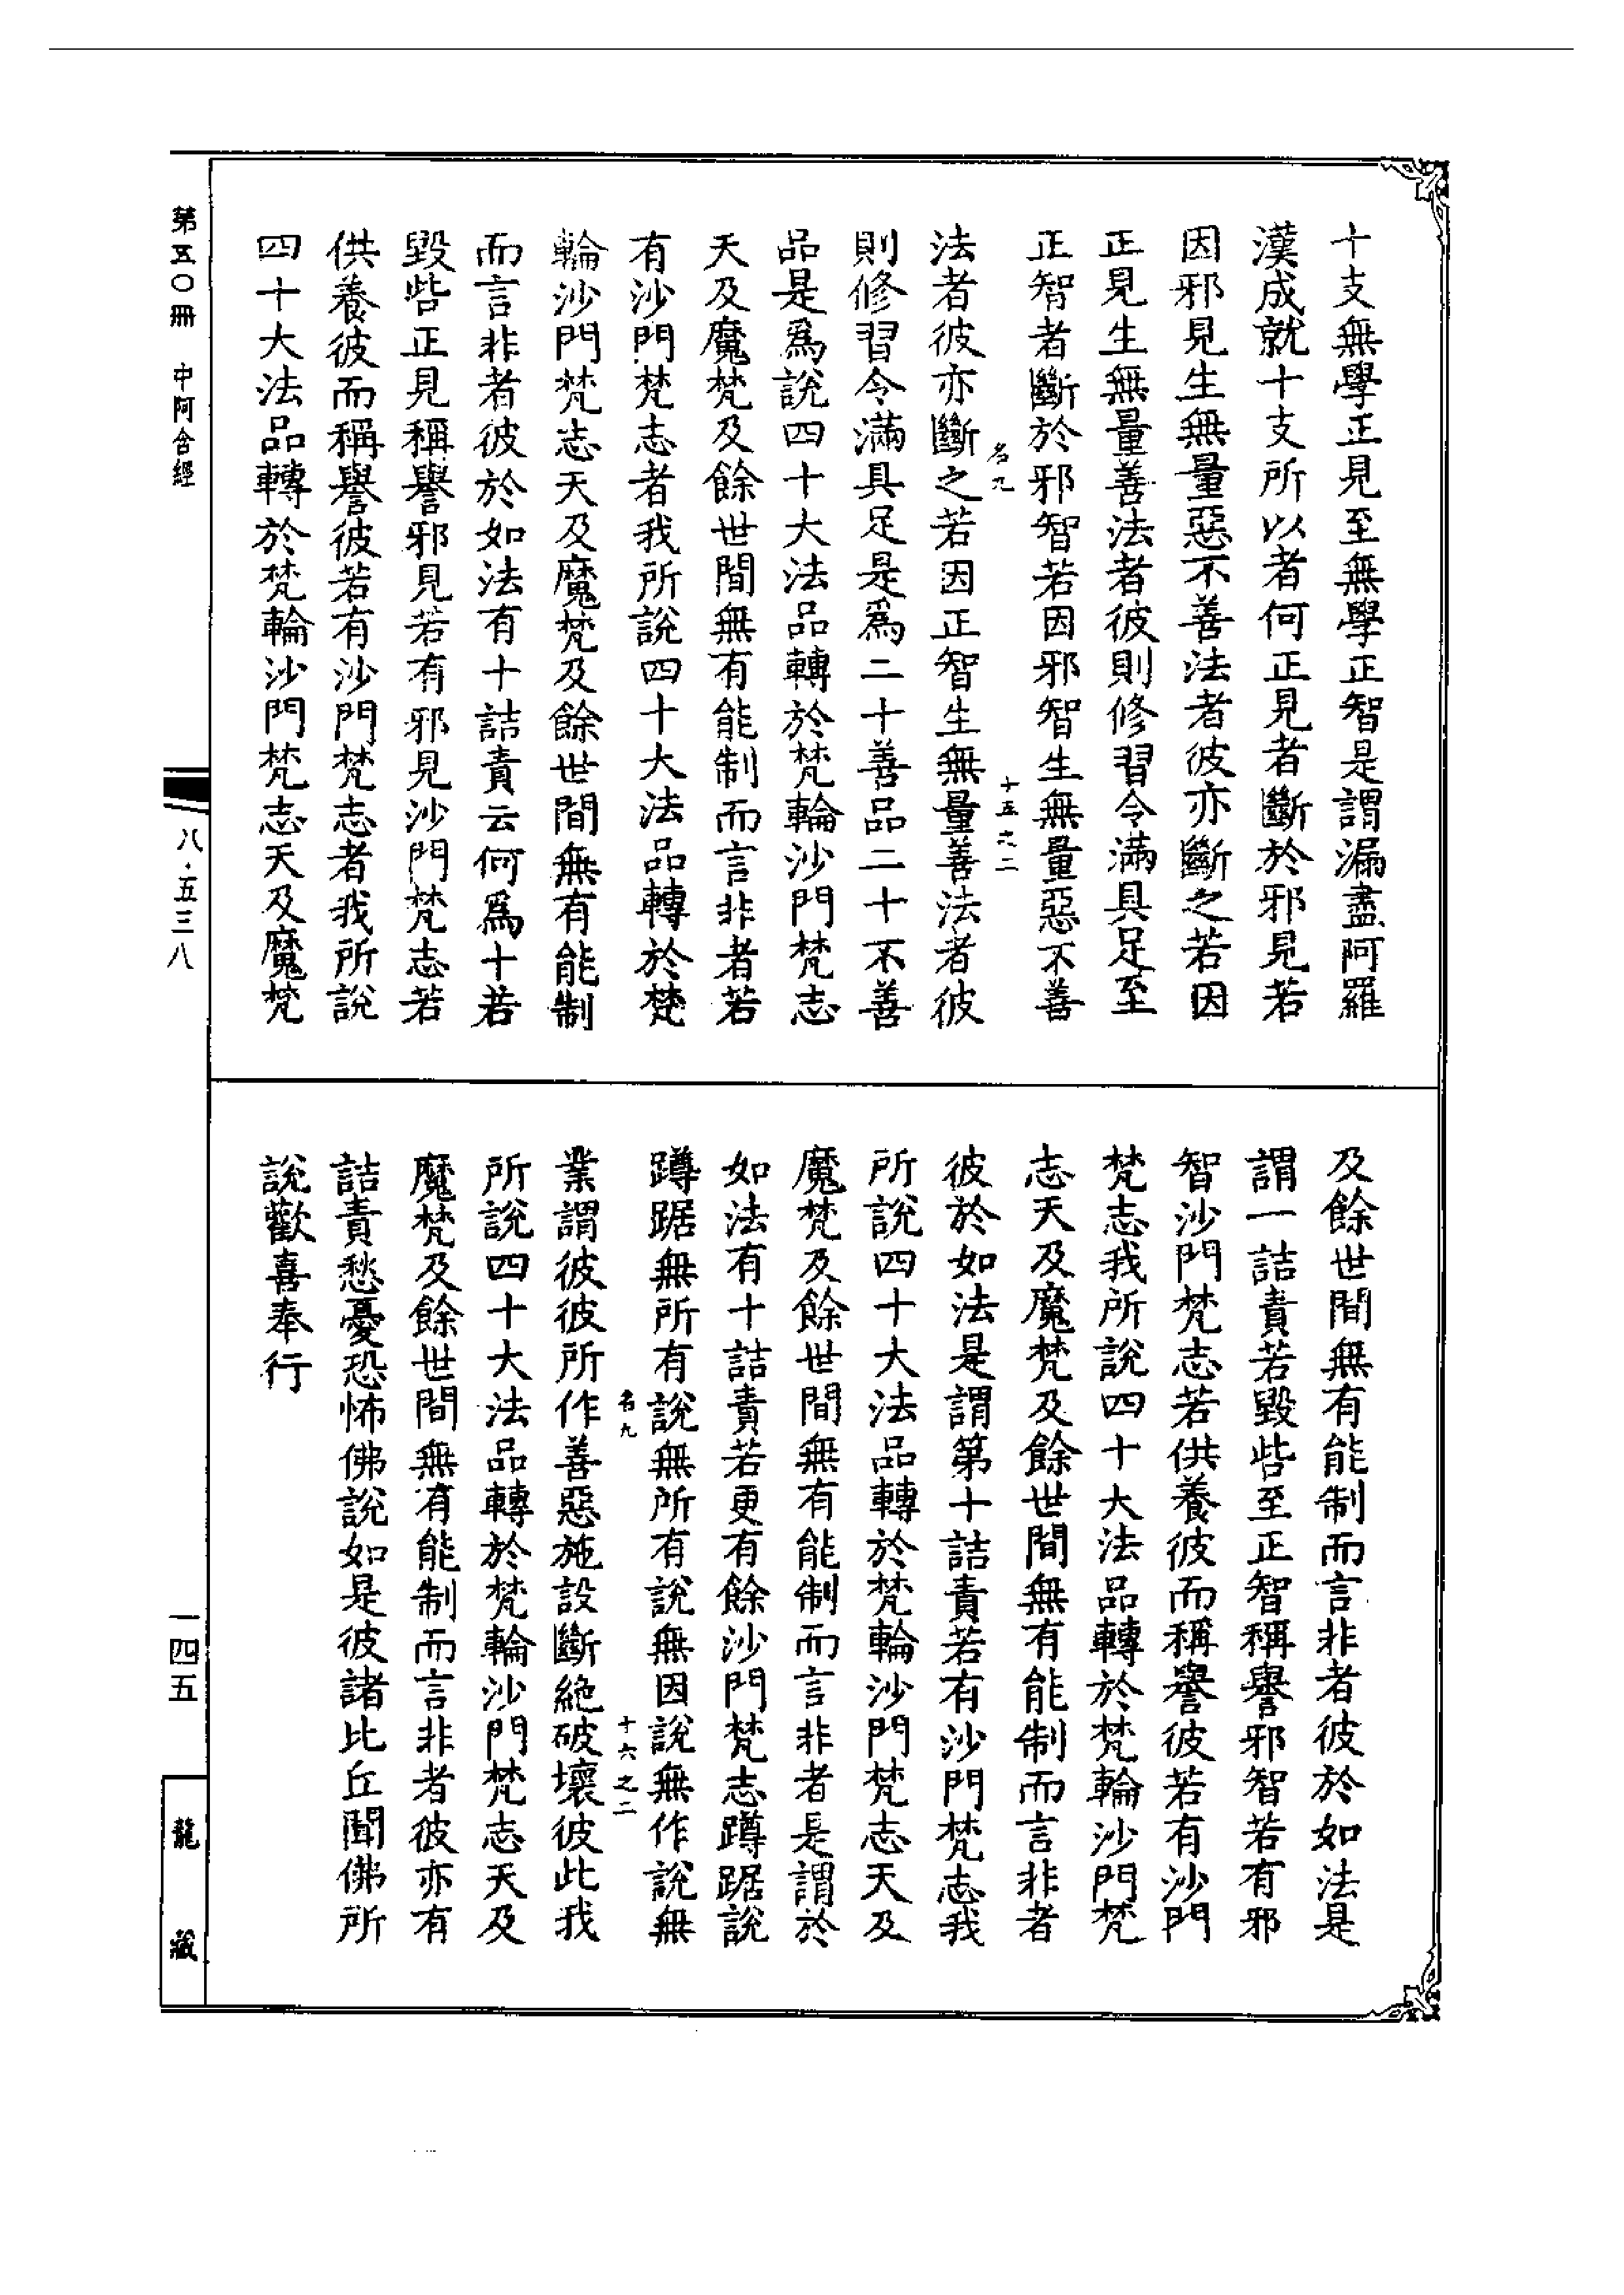 十支無學正見至無學正智是謂漏盡阿羅
漢成就十支所以者何正見者斷於邪見若
因邪見生無量惡不善法者彼亦斷之若因
正見生無量善法者彼則修習令滿具足至
正智者斷於邪智若因邪智生無量惡不善
名九
十五之二
法者彼亦斷之若因正智生無量善法者彼
則修習令滿具足是爲二十善品二十不善
品是爲說四十大法品轉於梵輪沙門梵志
天及魔梵及餘世間無有能制而言非者若
有沙門梵志者我所說四十大法品轉於梵
輪沙門梵志天及魔梵及餘世間無有能制
而言非者彼於如法有十詰責云何爲十若
毀呰正見稱譽邪見若有邪見沙門梵志若
供養彼而稱譽彼若有沙門梵志者我所說
四十大法品轉於梵輪沙門梵志天及魔梵
及餘世間無有能制而言非者彼於如法是
謂一詰責若毀呰至正智稱譽邪智若有邪
智沙門梵志若供養彼而稱譽彼若有沙門
梵志我所說四十大法品轉於梵輪沙門梵
志天及魔梵及餘世間無有能制而言非者
彼於如法是謂第十詰責若有沙門梵志我
所說四十大法品轉於梵輪沙門梵志天及
魔梵及餘世間無有能制而言非者是謂於
如法有十詰責若更有餘沙門梵志蹲踞說
蹲踞無所有說無所有說無因說無作說無
名九
十六之二
業謂彼彼所作善惡施設斷絕破壞彼此我
所說四十大法品轉於梵輪沙門梵志天及
魔梵及餘世間無有能制而言非者彼亦有
詰責愁憂恐怖佛說如是彼諸比丘聞佛所
說歡喜奉行
第五〇冊 中阿含經
八·五三八
一四五
龍藏